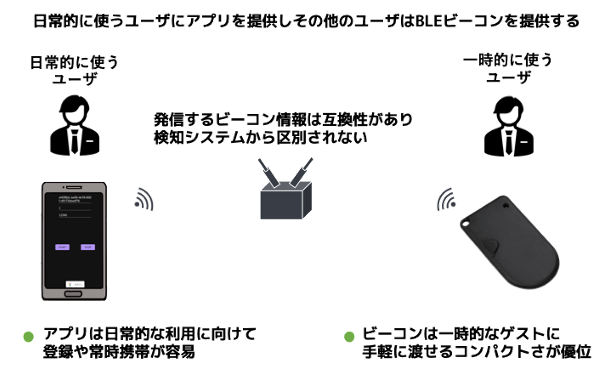 日常的に使うユーザにアプリを提供しその他のユーザはBLEビーコンを提供する
日常的に使う
ユーザ
一時的に使う
ユーザ
発信するビーコン情報は互換性があり
検知システムから区別されない
アプリは日常的な利用に向けて
登録や常時携帯が容易
ビーコンは一時的なゲストに
手軽に渡せるコンパクトさが優位